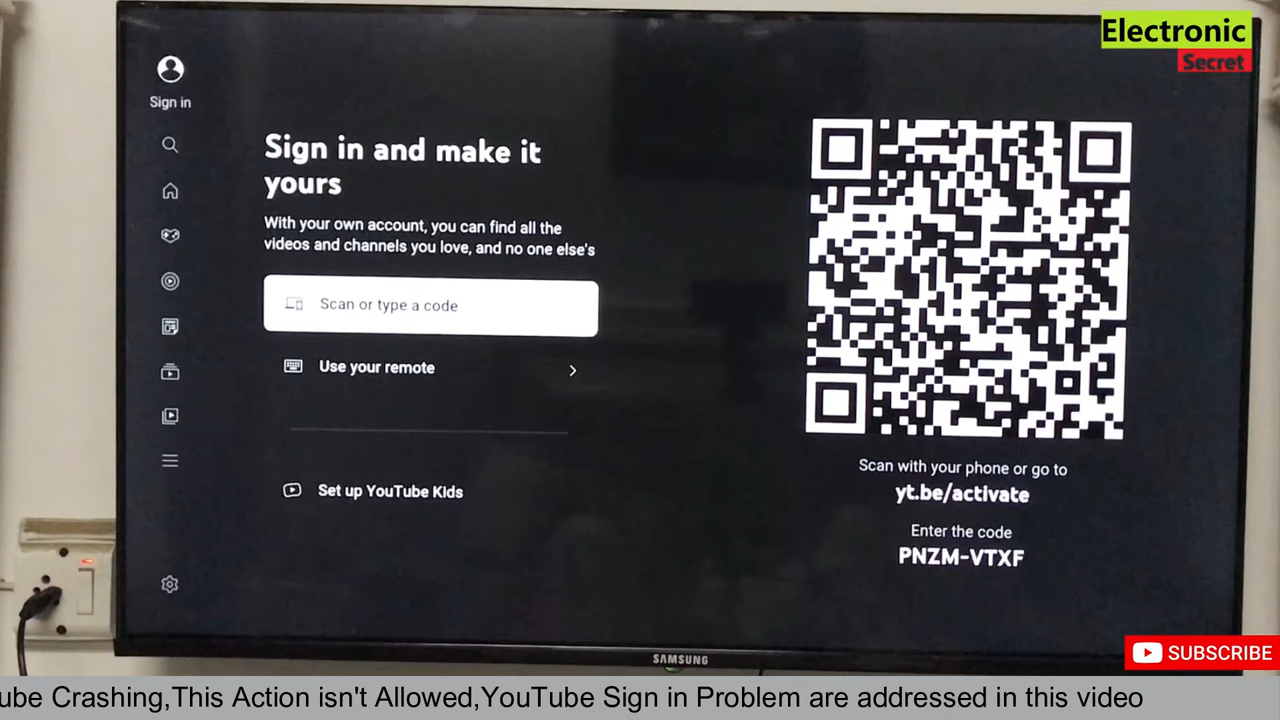 Electronic
Secret
Sign in
Sign in and make it
yours
With your own account, you can find all the
videos and channels you love, and no one else's
Scan or type a code
Use your remote
Set up YouTube Kids
Scan with your phone or go to
yt.be/activate
Enter the code
PNZM-VTXF
SAMSUNG
SUBSCRIBE
ube Crashing,This Action isn't Allowed,YouTube Sign in Problem are addressed in this video